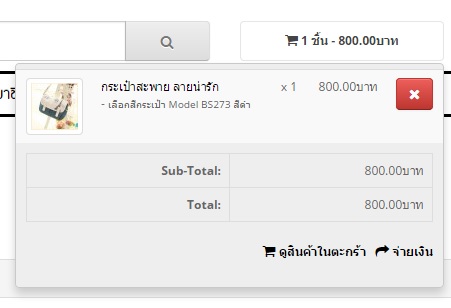 1 ชิ้น - 800.00บาท
กระเป๋าสะพาย ลายน่ารัก x 1 800.00บาท
- เลือกสีกระเป๋า Model BS273 สีดำ
Sub-Total: 800.00บาท
Total: 800.00บาท
ดูสินค้าในตะกร้า จ่ายเงิน